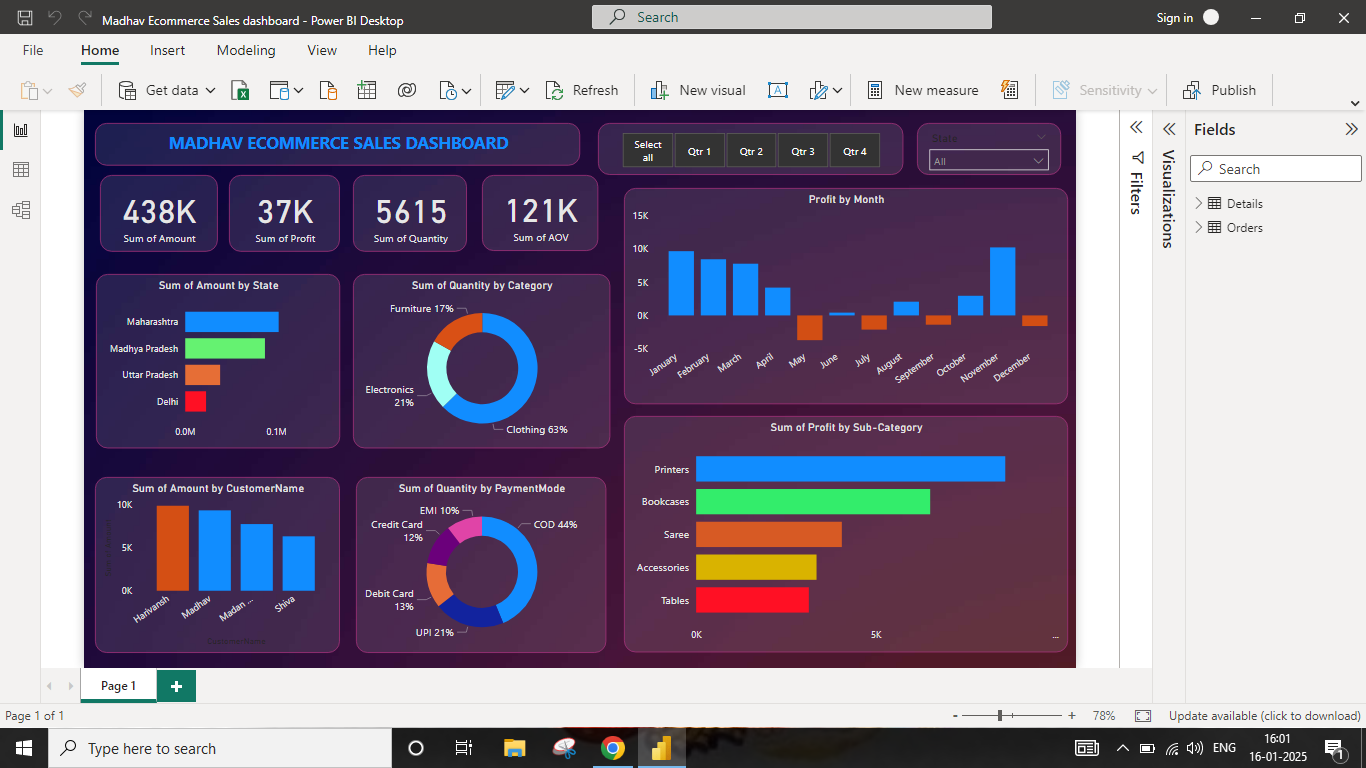 Madhav Ecommerce Sales dashboard - Power BI Desktop
Search
Sign in
File
Home
Insert
Modeling
View
Help
Get data
Refresh
New visual
New measure
Sensitivity
Publish
MADHAV ECOMMERCE SALES DASHBOARD
Select all
Qtr 1
Qtr 2
Qtr 3
Qtr 4
State
All
438K
Sum of Amount
37K
Sum of Profit
5615
Sum of Quantity
121K
Sum of AOV
Sum of Amount by State
Maharashtra
Madhya Pradesh
Uttar Pradesh
Delhi
0.0M
0.1M
Sum of Quantity by Category
Furniture 17%
Electronics
21%
Clothing 63%
Profit by Month
15K
10K
5K
0K
-5K
January
February
March
April
May
June
July
August
September
October
November
December
Sum of Amount by CustomerName
10K
5K
0K
Harivansh
Madhav
Madan ...
Shiva
CustomerName
Sum of Quantity by PaymentMode
EMI 10%
Credit Card
12%
COD 44%
Debit Card
13%
UPI 21%
Sum of Profit by Sub-Category
Printers
Bookcases
Saree
Accessories
Tables
0K
5K
...
Filters
Visualizations
Fields
Search
Details
Orders
Page 1
Page 1 of 1
78%
Update available (click to download)
Type here to search
ENG
16:01
16-01-2025
1